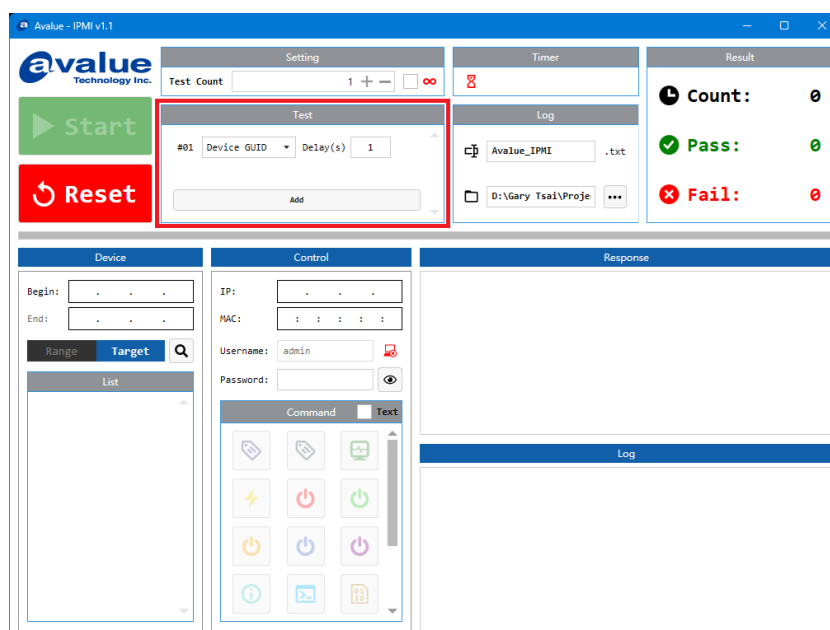 Avalue - IPMI v1.1
avalue
Technology Inc.
Start
Reset
Setting
Test Count 1
Test
#01 Device GUID Delay(s) 1
Add
Timer
Log
Avalue_IPMI .txt
D:\Gary Tsai\Proje ...
Result
Count: 0
Pass: 0
Fail: 0
Device
Begin: . . .
End: . . .
Range Target
List
Control
IP: . . .
MAC: : : : : :
Username: admin
Password:
Command Text
01
10
Response
Log